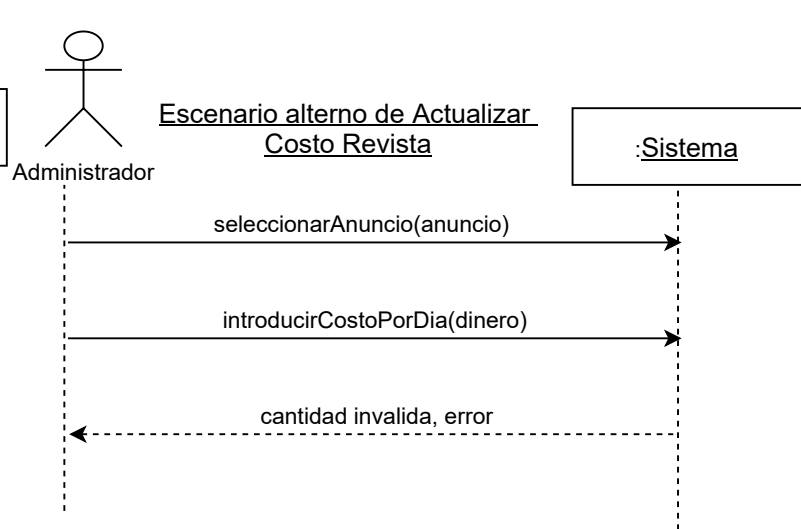 Escenario alterno de Actualizar
Costo Revista
:Sistema
Administrador
seleccionarAnuncio(anuncio)
introducirCostoPorDia(dinero)
cantidad invalida, error